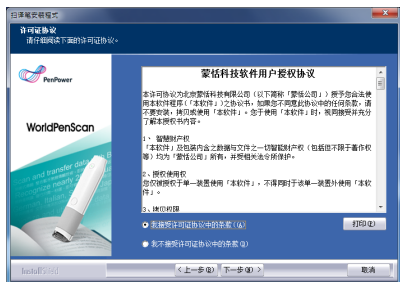 扫译笔安装程式
许可证协议
请仔细阅读下面的许可证协议。
PenPower
WorldPenScan
蒙恬科技软件用户授权协议
本许可协议为北京蒙恬科技有限公司（以下简称「蒙恬公司」）授予您合法使
用本软件程序（「本软件」）之协议书，如果您不同意此协议中的任何条款，请
不要安装，拷贝或使用「本软件」。您于使用「本软件」时，视同接受并充分
了解本授权书内容。
1、 智慧财产权
「本软件」及包装内含之数据与文件之一切智能财产权（包括但不限于著作权
等）均为「蒙恬公司」所有，并受相关法令所保护。
2、授权使用权
您仅被授权于单一装置使用「本软件」。不得同时于该单一装置外使用「本软
件」。
3、拷贝权限
我接受许可证协议中的条款(A)
打印(P)
我不接受许可证协议中的条款(D)
InstallShield
< 上一步(B)
下一步(N) >
取消